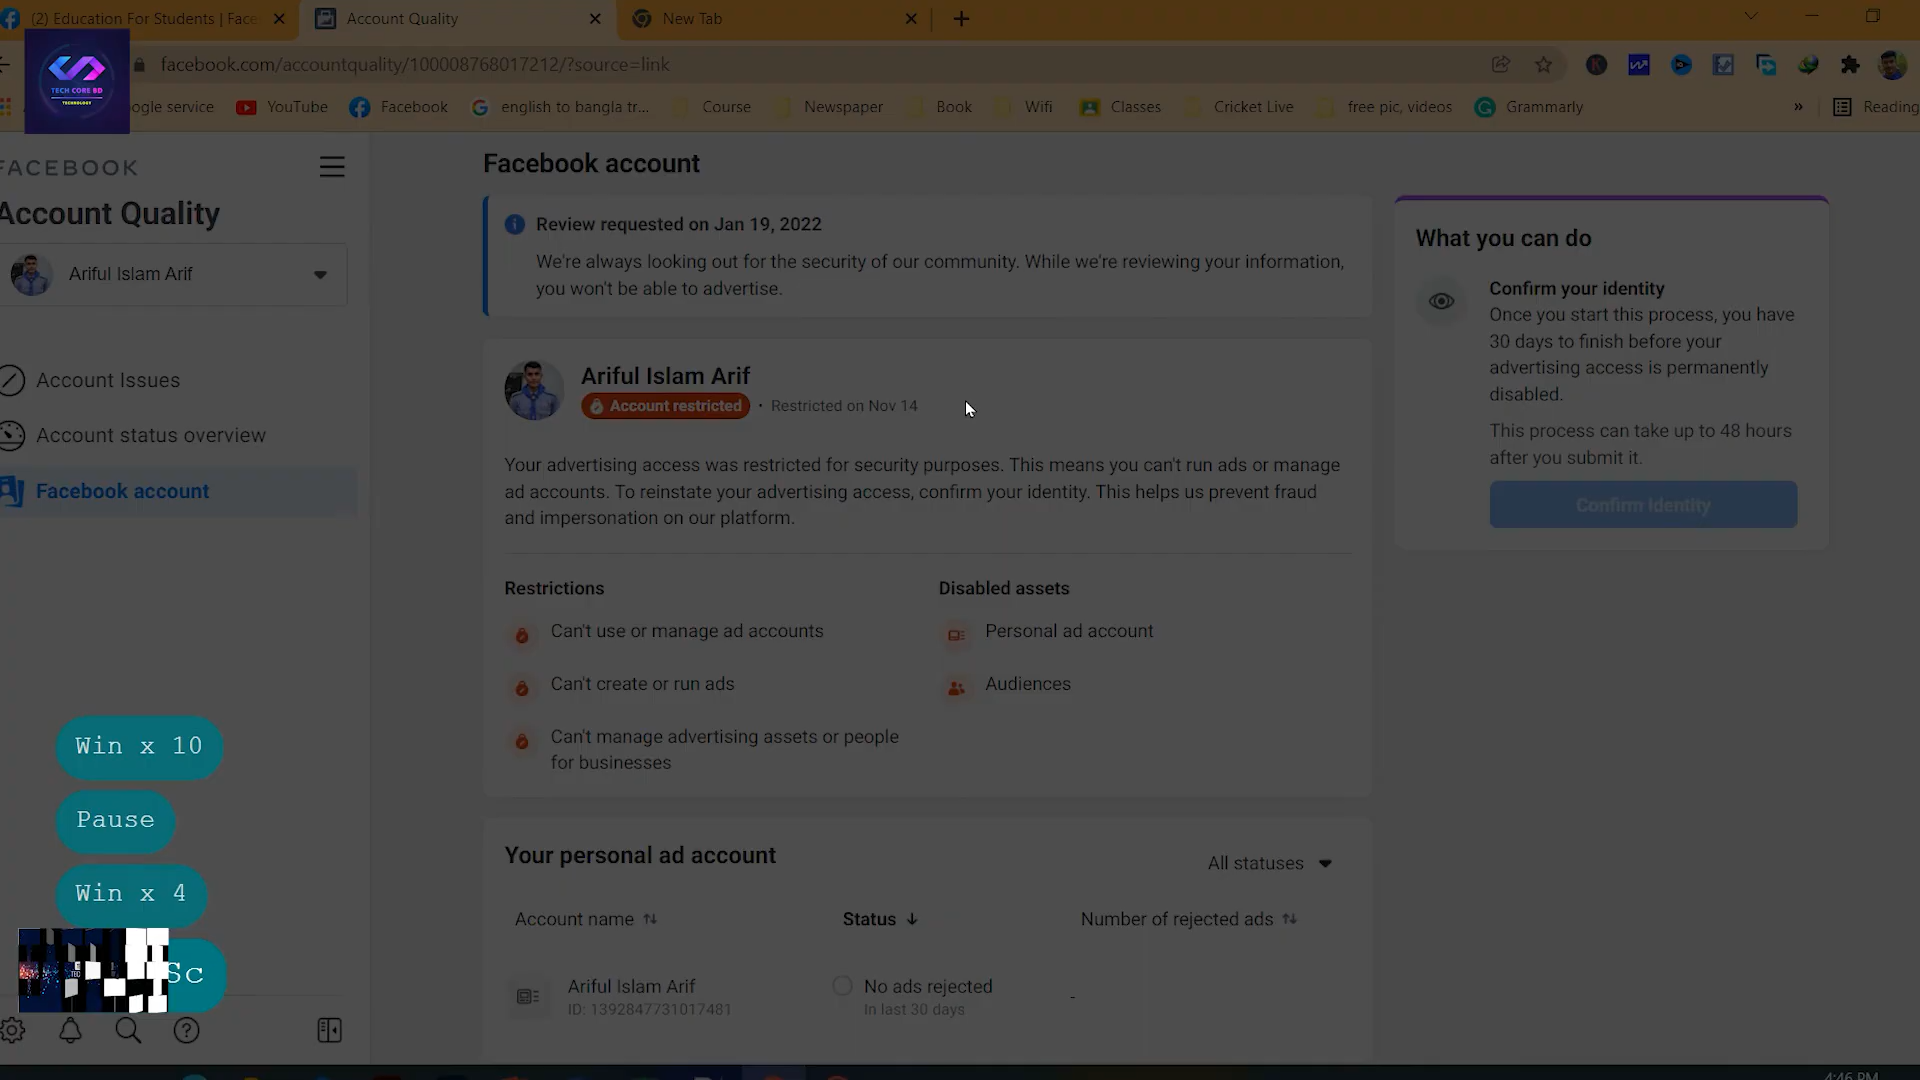 (2) Education For Students | Face
Account Quality
New Tab
facebook.com/accountquality/100008768017212/?source=link
TECH CORE BD
TECHNOLOGY
ogle service
YouTube
Facebook
english to bangla tr...
Course
Newspaper
Book
Wifi
Classes
Cricket Live
free pic, videos
Grammarly
»
Reading
FACEBOOK
Account Quality
Ariful Islam Arif
Account Issues
Account status overview
Facebook account
Facebook account
Review requested on Jan 19, 2022
We're always looking out for the security of our community. While we're reviewing your information,
you won't be able to advertise.
Ariful Islam Arif
Account restricted · Restricted on Nov 14
Your advertising access was restricted for security purposes. This means you can't run ads or manage
ad accounts. To reinstate your advertising access, confirm your identity. This helps us prevent fraud
and impersonation on our platform.
Restrictions
Can't use or manage ad accounts
Can't create or run ads
Can't manage advertising assets or people
for businesses
Disabled assets
Personal ad account
Audiences
What you can do
Confirm your identity
Once you start this process, you have
30 days to finish before your
advertising access is permanently
disabled.
This process can take up to 48 hours
after you submit it.
Confirm Identity
Your personal ad account
All statuses
Account name
Status
Number of rejected ads
Ariful Islam Arif
ID: 1392847731017481
No ads rejected
In last 30 days
-
Win x 10
Pause
Win x 4
Sc
4:46 PM